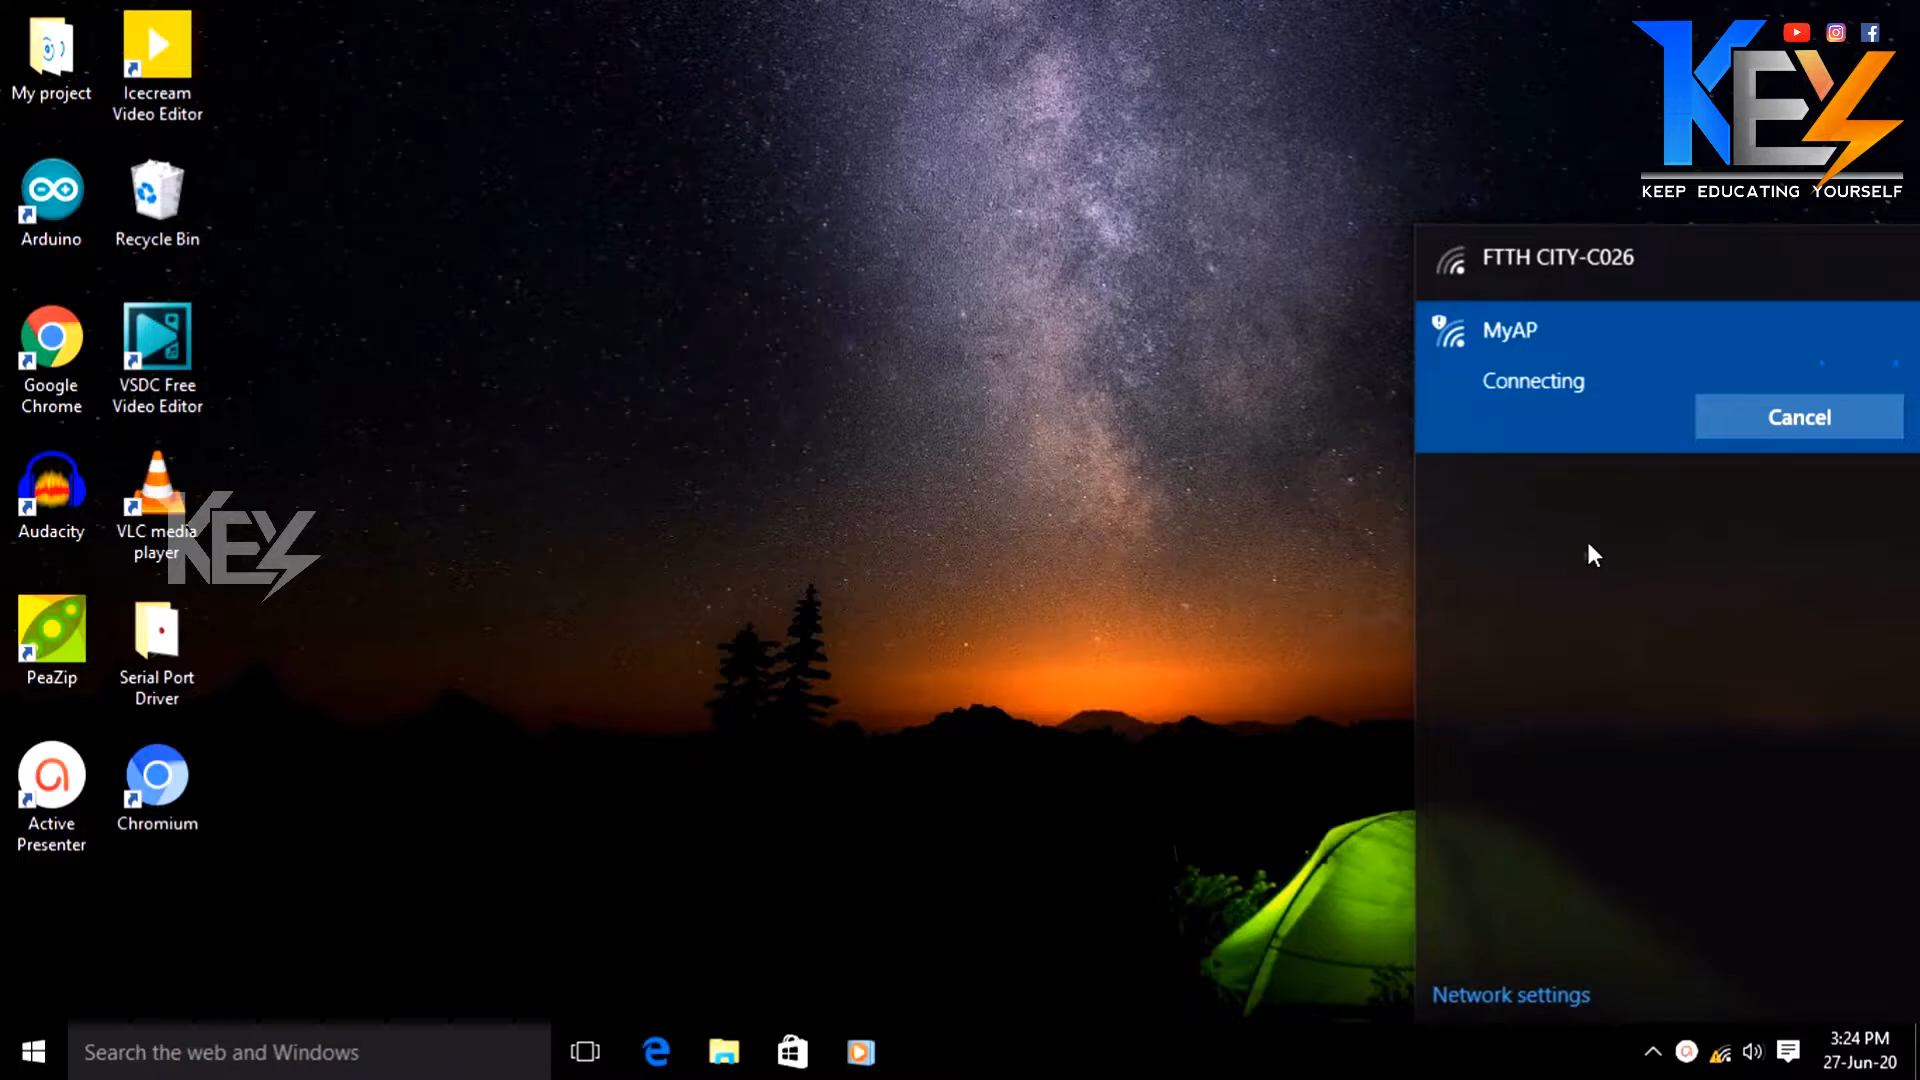 My project
Icecream
Video Editor
Arduino
Recycle Bin
Google
Chrome
VSDC Free
Video Editor
Audacity
VLC media
player
KEY
PeaZip
Serial Port
Driver
Active
Presenter
Chromium
KEY
KEEP EDUCATING YOURSELF
FTTH CITY-C026
MyAP
Connecting
Cancel
Network settings
Search the web and Windows
3:24 PM
27-Jun-20